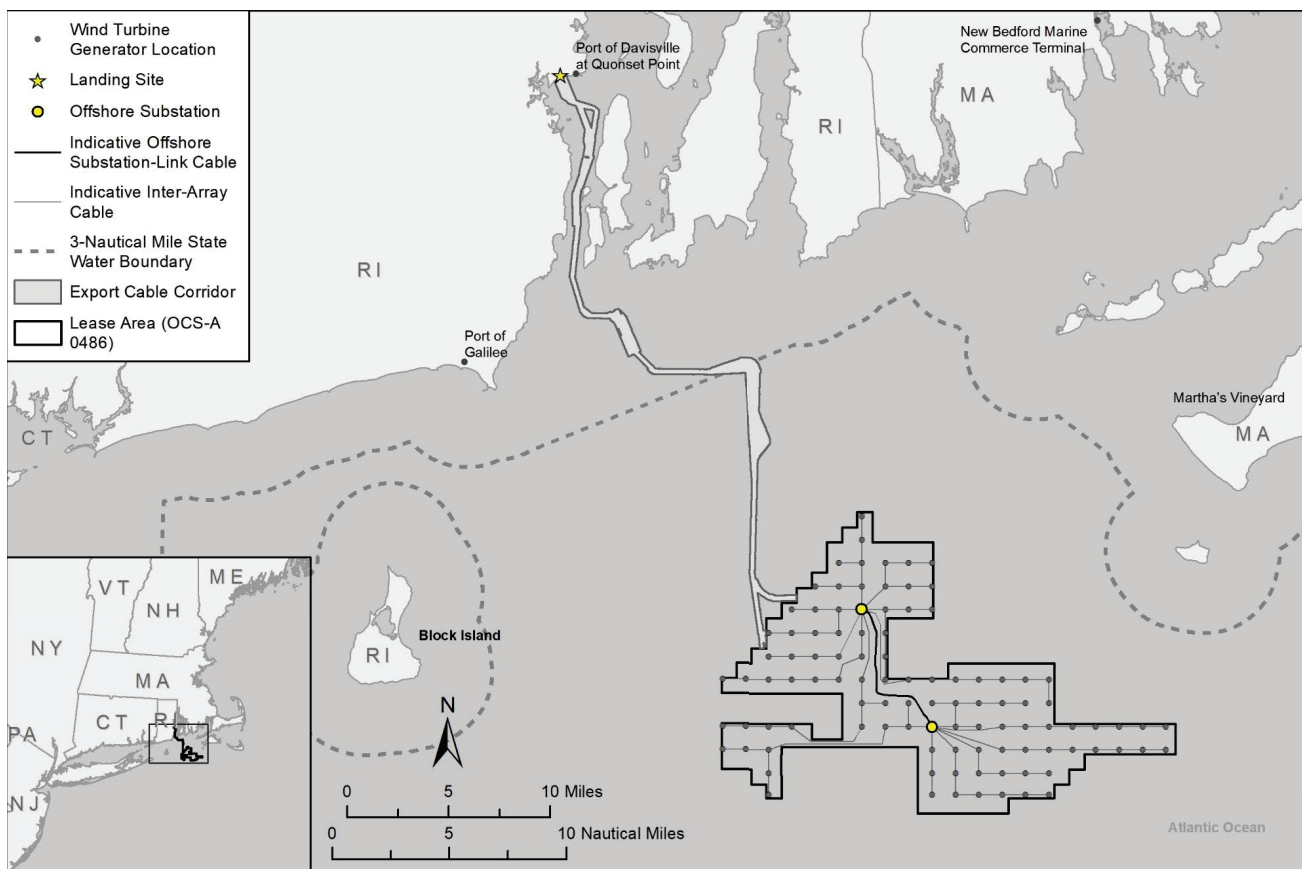 Wind Turbine
Generator Location
Landing Site
Offshore Substation
Indicative Offshore
Substation-Link Cable
Indicative Inter-Array
Cable
3-Nautical Mile State
Water Boundary
Export Cable Corridor
Lease Area (OCS-A
0486)
Port of Davisville
at Quonset Point
New Bedford Marine
Commerce Terminal
MA
RI
RI
Port of
Galilee
CT
Martha's Vineyard
MA
Block Island
RI
N
0 5 10 Miles
0 5 10 Nautical Miles
Atlantic Ocean
ME
VT
NH
NY
MA
CT
RI
PA
NJ